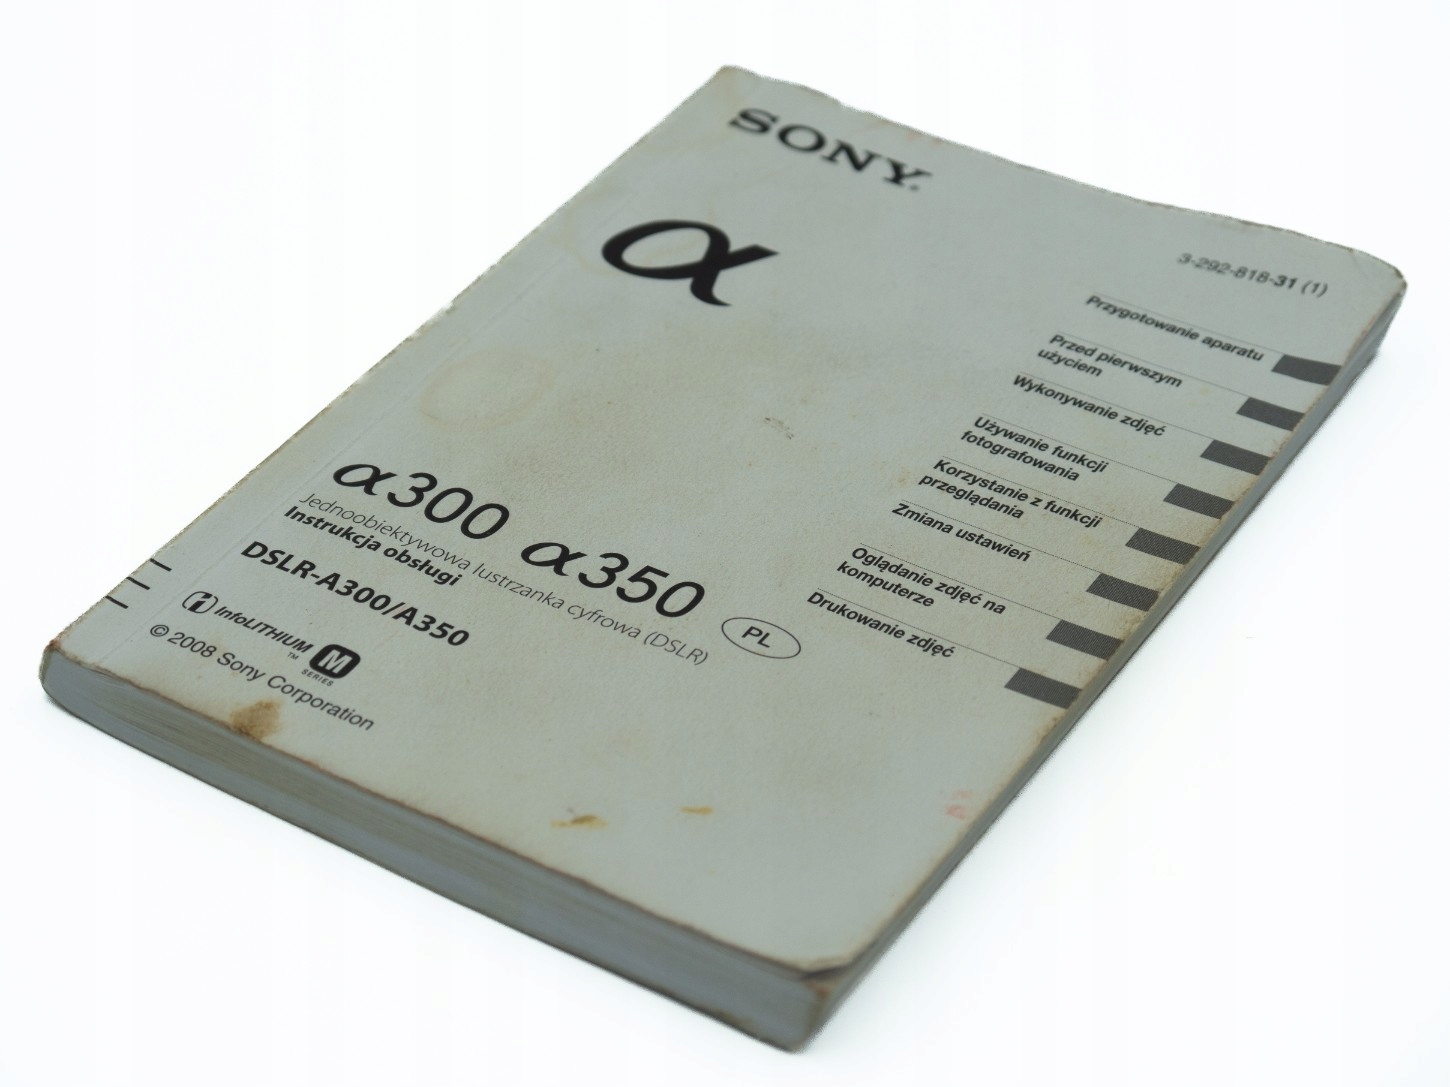 SONY
α
3-292-818-31 (1)
Przygotowanie aparatu
Przed pierwszym
użyciem
Wykonywanie zdjęć
Używanie funkcji
fotografowania
Korzystanie z funkcji
przeglądania
Zmiana ustawień
Oglądanie zdjęć na
komputerze
Drukowanie zdjęć
α300 α350
Jednoobiektywowa lustrzanka cyfrowa (DSLR)
Instrukcja obsługi
PL
DSLR-A300/A350
InfoLITHIUM™ M SERIES
© 2008 Sony Corporation